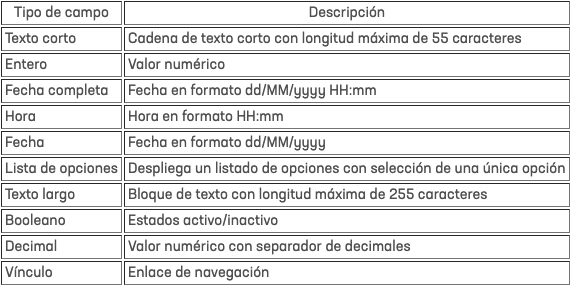 Tipo de campo Descripción
Texto corto Cadena de texto corto con longitud máxima de 55 caracteres
Entero Valor numérico
Fecha completa Fecha en formato dd/MM/yyyy HH:mm
Hora Hora en formato HH:mm
Fecha Fecha en formato dd/MM/yyyy
Lista de opciones Despliega un listado de opciones con selección de una única opción
Texto largo Bloque de texto con longitud máxima de 255 caracteres
Booleano Estados activo/inactivo
Decimal Valor numérico con separador de decimales
Vínculo Enlace de navegación